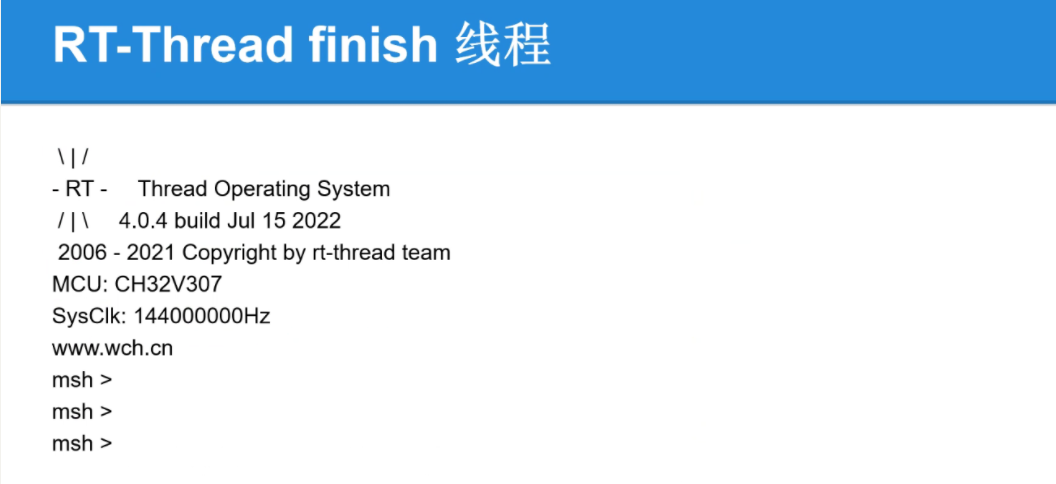 RT-Thread finish 线程
\ | /
- RT - Thread Operating System
/ | \ 4.0.4 build Jul 15 2022
2006 - 2021 Copyright by rt-thread team
MCU: CH32V307
SysClk: 144000000Hz
www.wch.cn
msh >
msh >
msh >